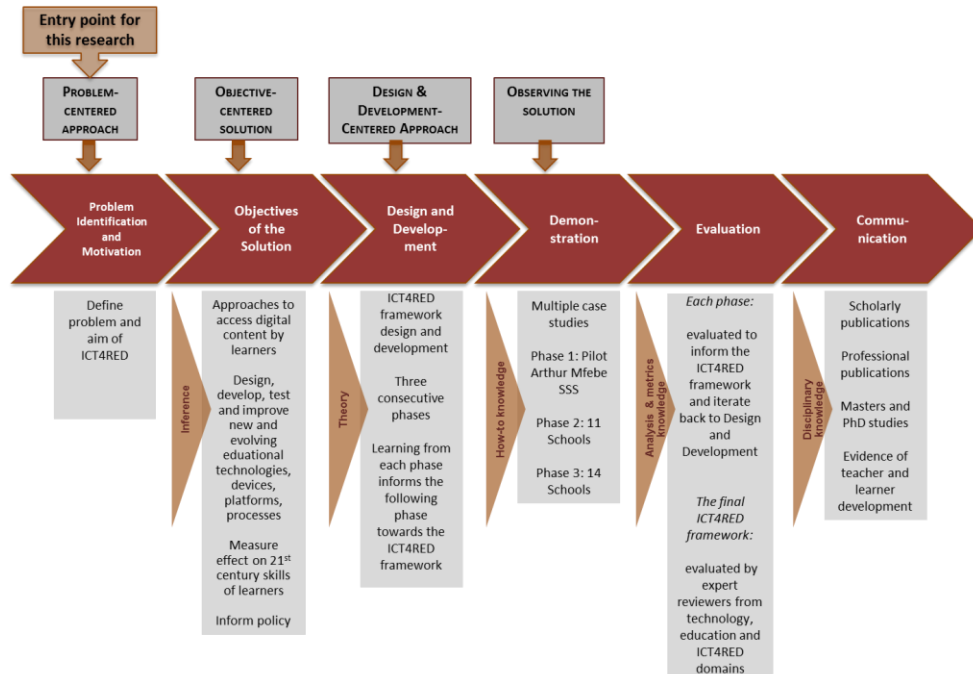 Entry point for
this research
PROBLEM-
CENTERED
APPROACH
OBJECTIVE-
CENTERED
SOLUTION
DESIGN &
DEVELOPMENT-
CENTERED APPROACH
OBSERVING THE
SOLUTION
Problem
Identification
and
Motivation
Objectives
of the
Solution
Design and
Develop-
ment
Demon-
stration
Evaluation
Commu-
nication
Define
problem and
aim of
ICT4RED
Inference
Approaches to
access digital
content by
learners
Design,
develop, test
and improve
new and
evolving
eduational
technologies,
devices,
platforms,
processes
Measure
effect on 21st
century skills
of learners
Inform policy
Theory
ICT4RED
framework
design and
development
Three
consecutive
phases
Learning from
each phase
informs the
following
phase
towards the
ICT4RED
framework
How-to knowledge
Multiple case
studies
Phase 1: Pilot
Arthur Mfebe
SSS
Phase 2: 11
Schools
Phase 3: 14
Schools
Analysis & metrics
knowledge
Each phase:
evaluated to
inform the
ICT4RED
framework
and iterate
back to Design
and
Development
The final
ICT4RED
framework:
evaluated by
expert
reviewers from
technology,
education and
ICT4RED
domains
Disciplinary
knowledge
Scholarly
publications
Professional
publications
Masters and
PhD studies
Evidence of
teacher and
learner
development